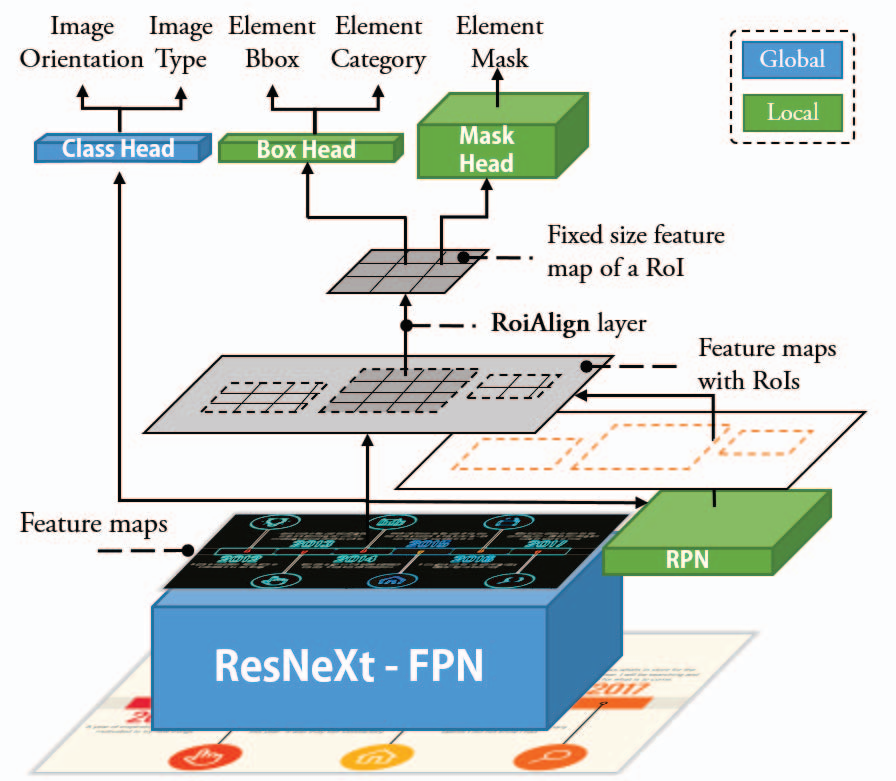 Image Orientation
Image Type
Element Bbox
Element Category
Element Mask
Global
Local
Class Head
Box Head
Mask
Head
Fixed size feature
map of a RoI
RoiAlign layer
Feature maps
with RoIs
Feature maps
2012
2013
2014
2015
2016
2017
RPN
ResNeXt - FPN
2017